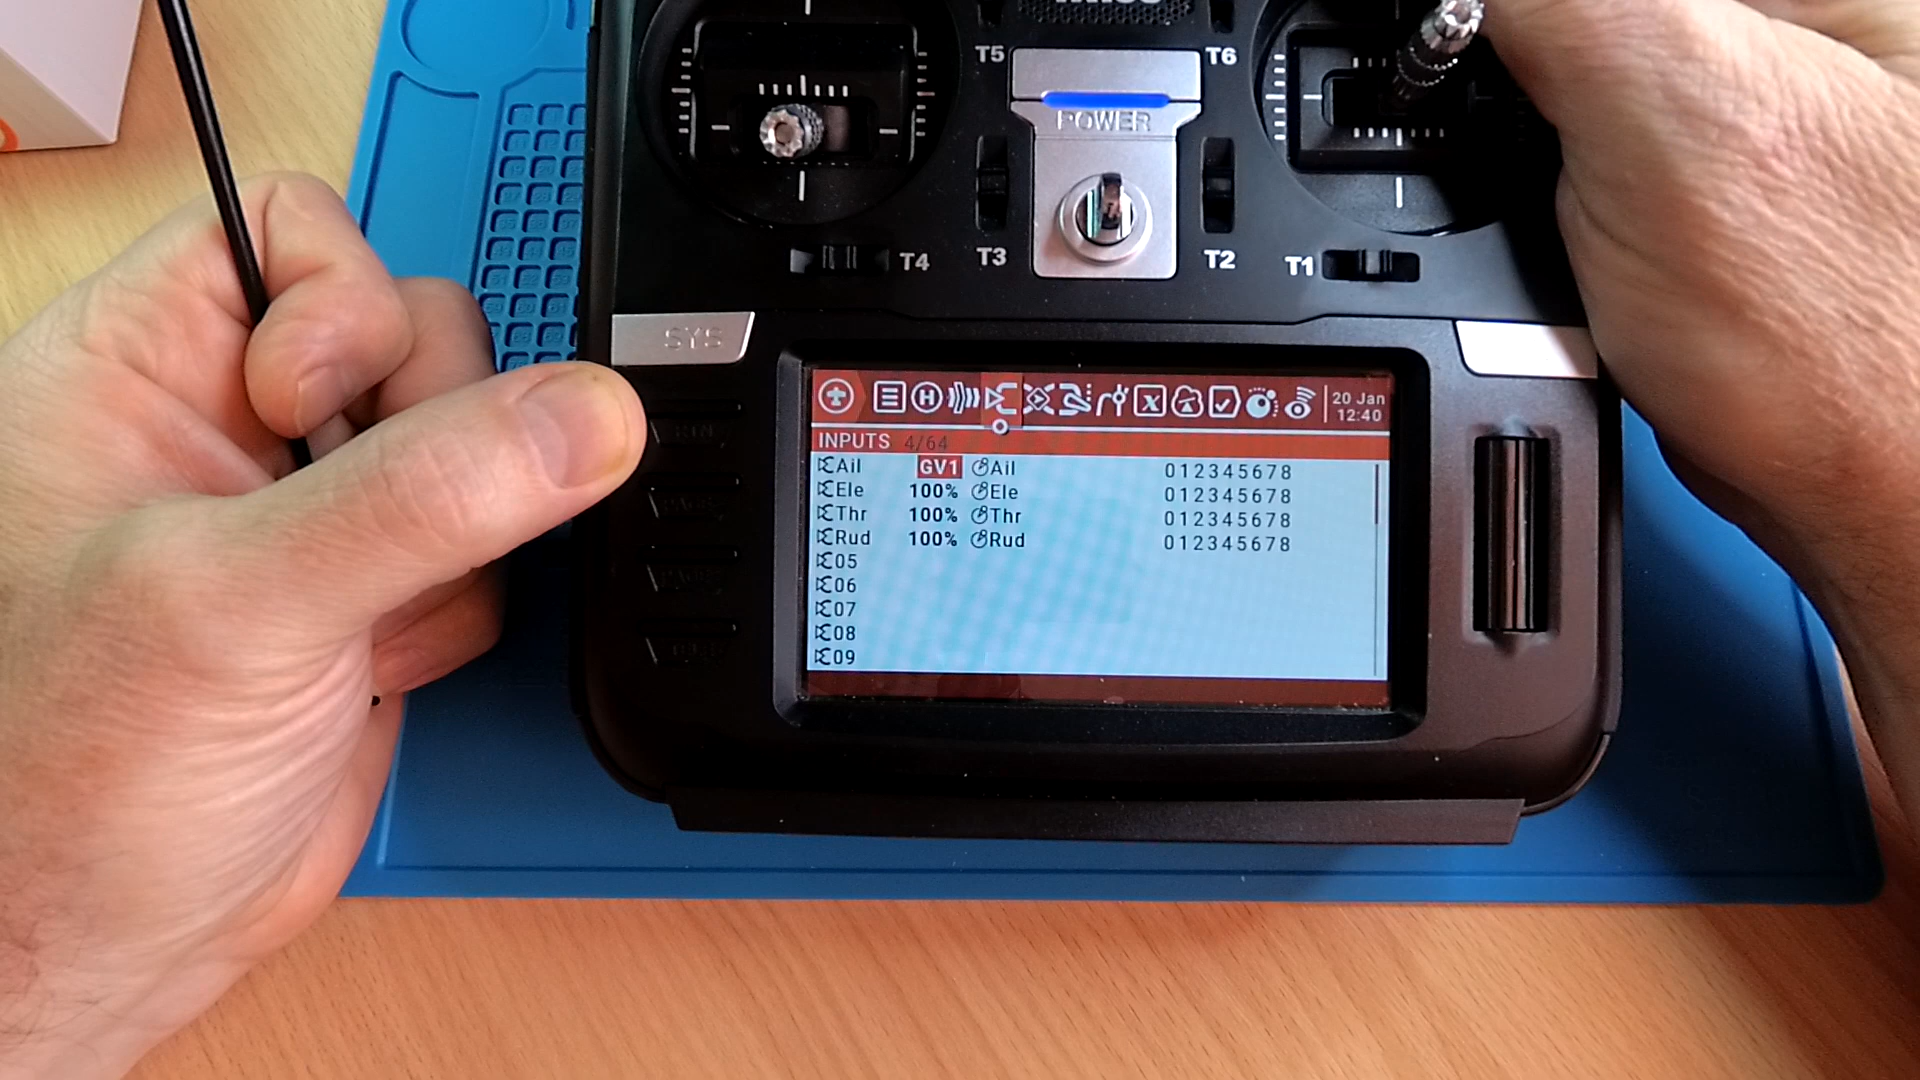 T5
T6
POWER
T4
T3
T2
T1
SYS
20 Jan
12:40
INPUTS 4/64
Ail GV1 Ail 012345678
Ele 100% Ele 012345678
Thr 100% Thr 012345678
Rud 100% Rud 012345678
05
06
07
08
09